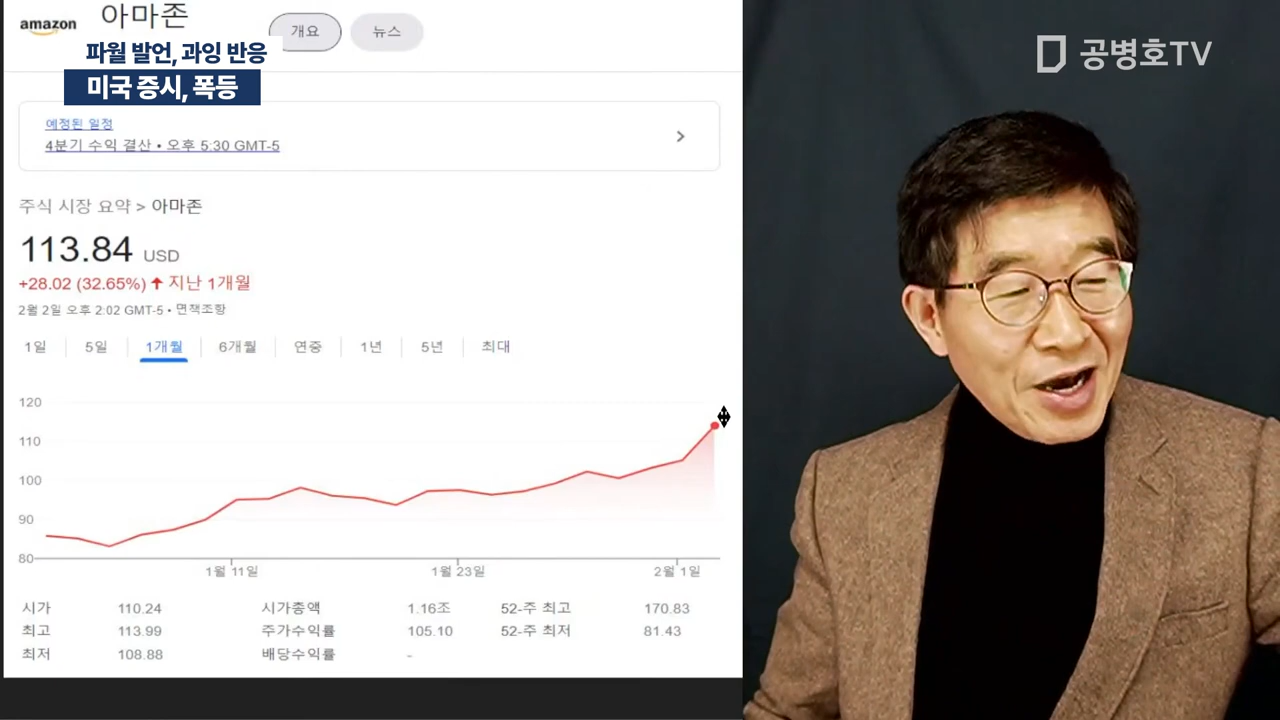 amazon
아마존
개요
뉴스
파월 발언, 과잉 반응
미국 증시, 폭등
공병호TV
예정된 일정
4분기 수익 결산 • 오후 5:30 GMT-5
주식 시장 요약 > 아마존
113.84 USD
+28.02 (32.65%) 지난 1개월
2월 2일 오후 2:02 GMT-5 • 면책조항
1일 5일 1개월 6개월 연중 1년 5년 최대
120
110
100
90
80
1월 11일 1월 23일 2월 1일
시가 110.24 시가총액 1.16조 52-주 최고 170.83
최고 113.99 주가수익률 105.10 52-주 최저 81.43
최저 108.88 배당수익률 -